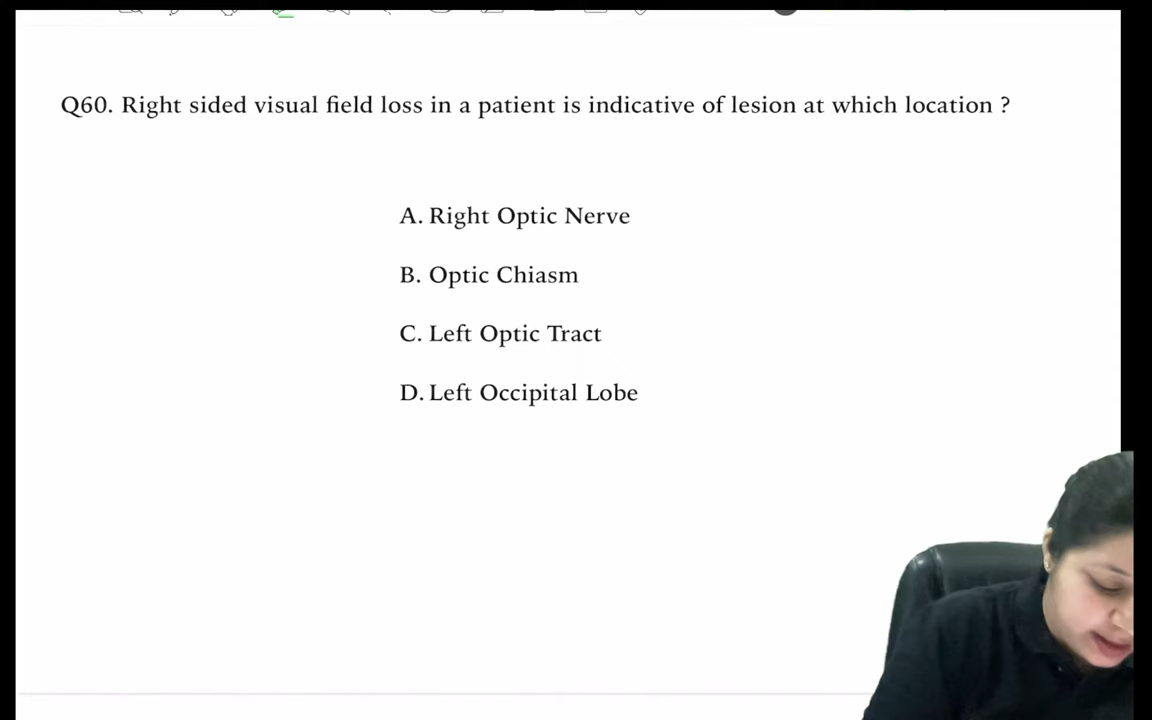 Q60. Right sided visual field loss in a patient is indicative of lesion at which location ?
A. Right Optic Nerve
B. Optic Chiasm
C. Left Optic Tract
D. Left Occipital Lobe